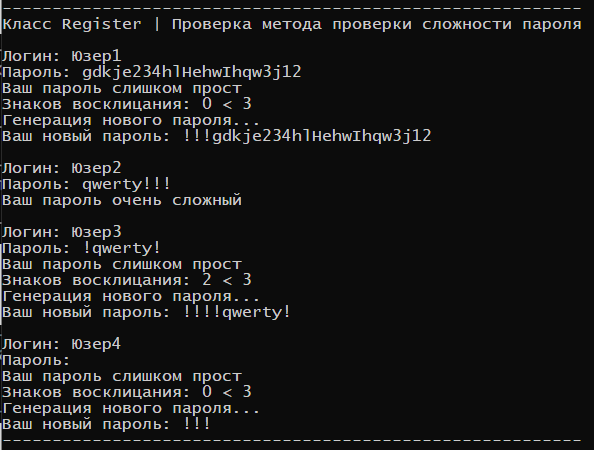 ----------------------------------------------------------
Класс Register | Проверка метода проверки сложности пароля
Логин: Юзер1
Пароль: gdkje234hlHehwIhqw3j12
Ваш пароль слишком прост
Знаков восклицания: 0 < 3
Генерация нового пароля...
Ваш новый пароль: !!!gdkje234hlHehwIhqw3j12
Логин: Юзер2
Пароль: qwerty!!!
Ваш пароль очень сложный
Логин: Юзер3
Пароль: !qwerty!
Ваш пароль слишком прост
Знаков восклицания: 2 < 3
Генерация нового пароля...
Ваш новый пароль: !!!!qwerty!
Логин: Юзер4
Пароль:
Ваш пароль слишком прост
Знаков восклицания: 0 < 3
Генерация нового пароля...
Ваш новый пароль: !!!
----------------------------------------------------------